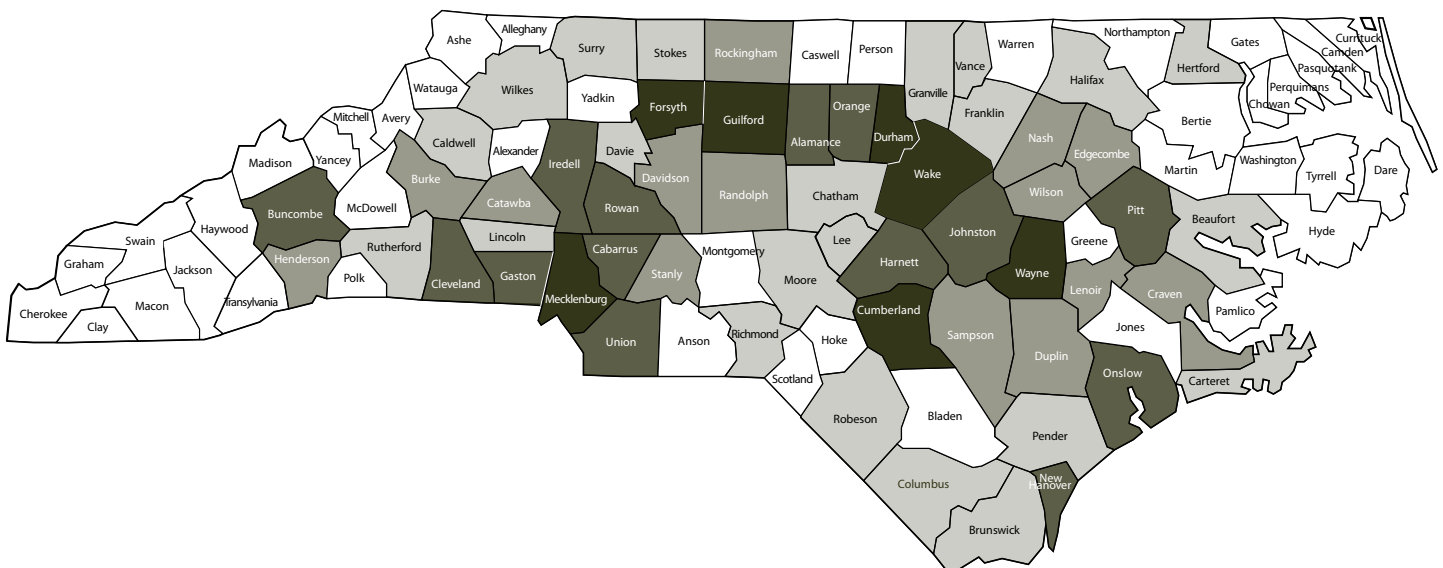 Ashe
Alleghany
Surry
Stokes
Rockingham
Caswell
Person
Granville
Vance
Warren
Northampton
Hertford
Gates
Currituck
Camden
Pasquotank
Perquimans
Chowan
Halifax
Watauga
Wilkes
Yadkin
Forsyth
Guilford
Alamance
Orange
Durham
Franklin
Nash
Edgecombe
Bertie
Mitchell
Avery
Caldwell
Alexander
Iredell
Davie
Davidson
Randolph
Chatham
Wake
Wilson
Martin
Washington
Tyrrell
Dare
Madison
Yancey
Burke
Catawba
Rowan
McDowell
Buncombe
Haywood
Swain
Graham
Jackson
Macon
Cherokee
Clay
Transylvania
Henderson
Polk
Rutherford
Lincoln
Cleveland
Gaston
Mecklenburg
Cabarrus
Stanly
Montgomery
Moore
Lee
Harnett
Johnston
Wayne
Greene
Pitt
Beaufort
Hyde
Lenoir
Craven
Pamlico
Jones
Union
Anson
Richmond
Hoke
Scotland
Cumberland
Sampson
Duplin
Onslow
Carteret
Robeson
Bladen
Pender
Columbus
Brunswick
New
Hanover